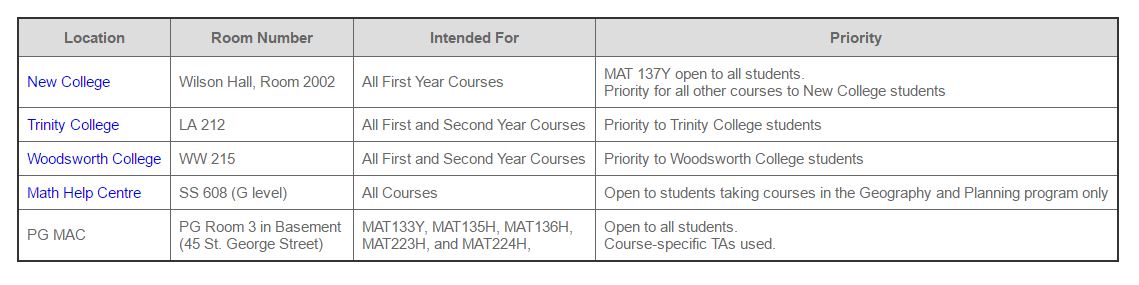 Location Room Number Intended For Priority
New College Wilson Hall, Room 2002 All First Year Courses MAT 137Y open to all students.
Priority for all other courses to New College students
Trinity College LA 212 All First and Second Year Courses Priority to Trinity College students
Woodsworth College WW 215 All First and Second Year Courses Priority to Woodsworth College students
Math Help Centre SS 608 (G level) All Courses Open to students taking courses in the Geography and Planning program only
PG MAC PG Room 3 in Basement MAT133Y, MAT135H, MAT136H, Open to all students.
(45 St. George Street) MAT223H, and MAT224H, Course-specific TAs used.